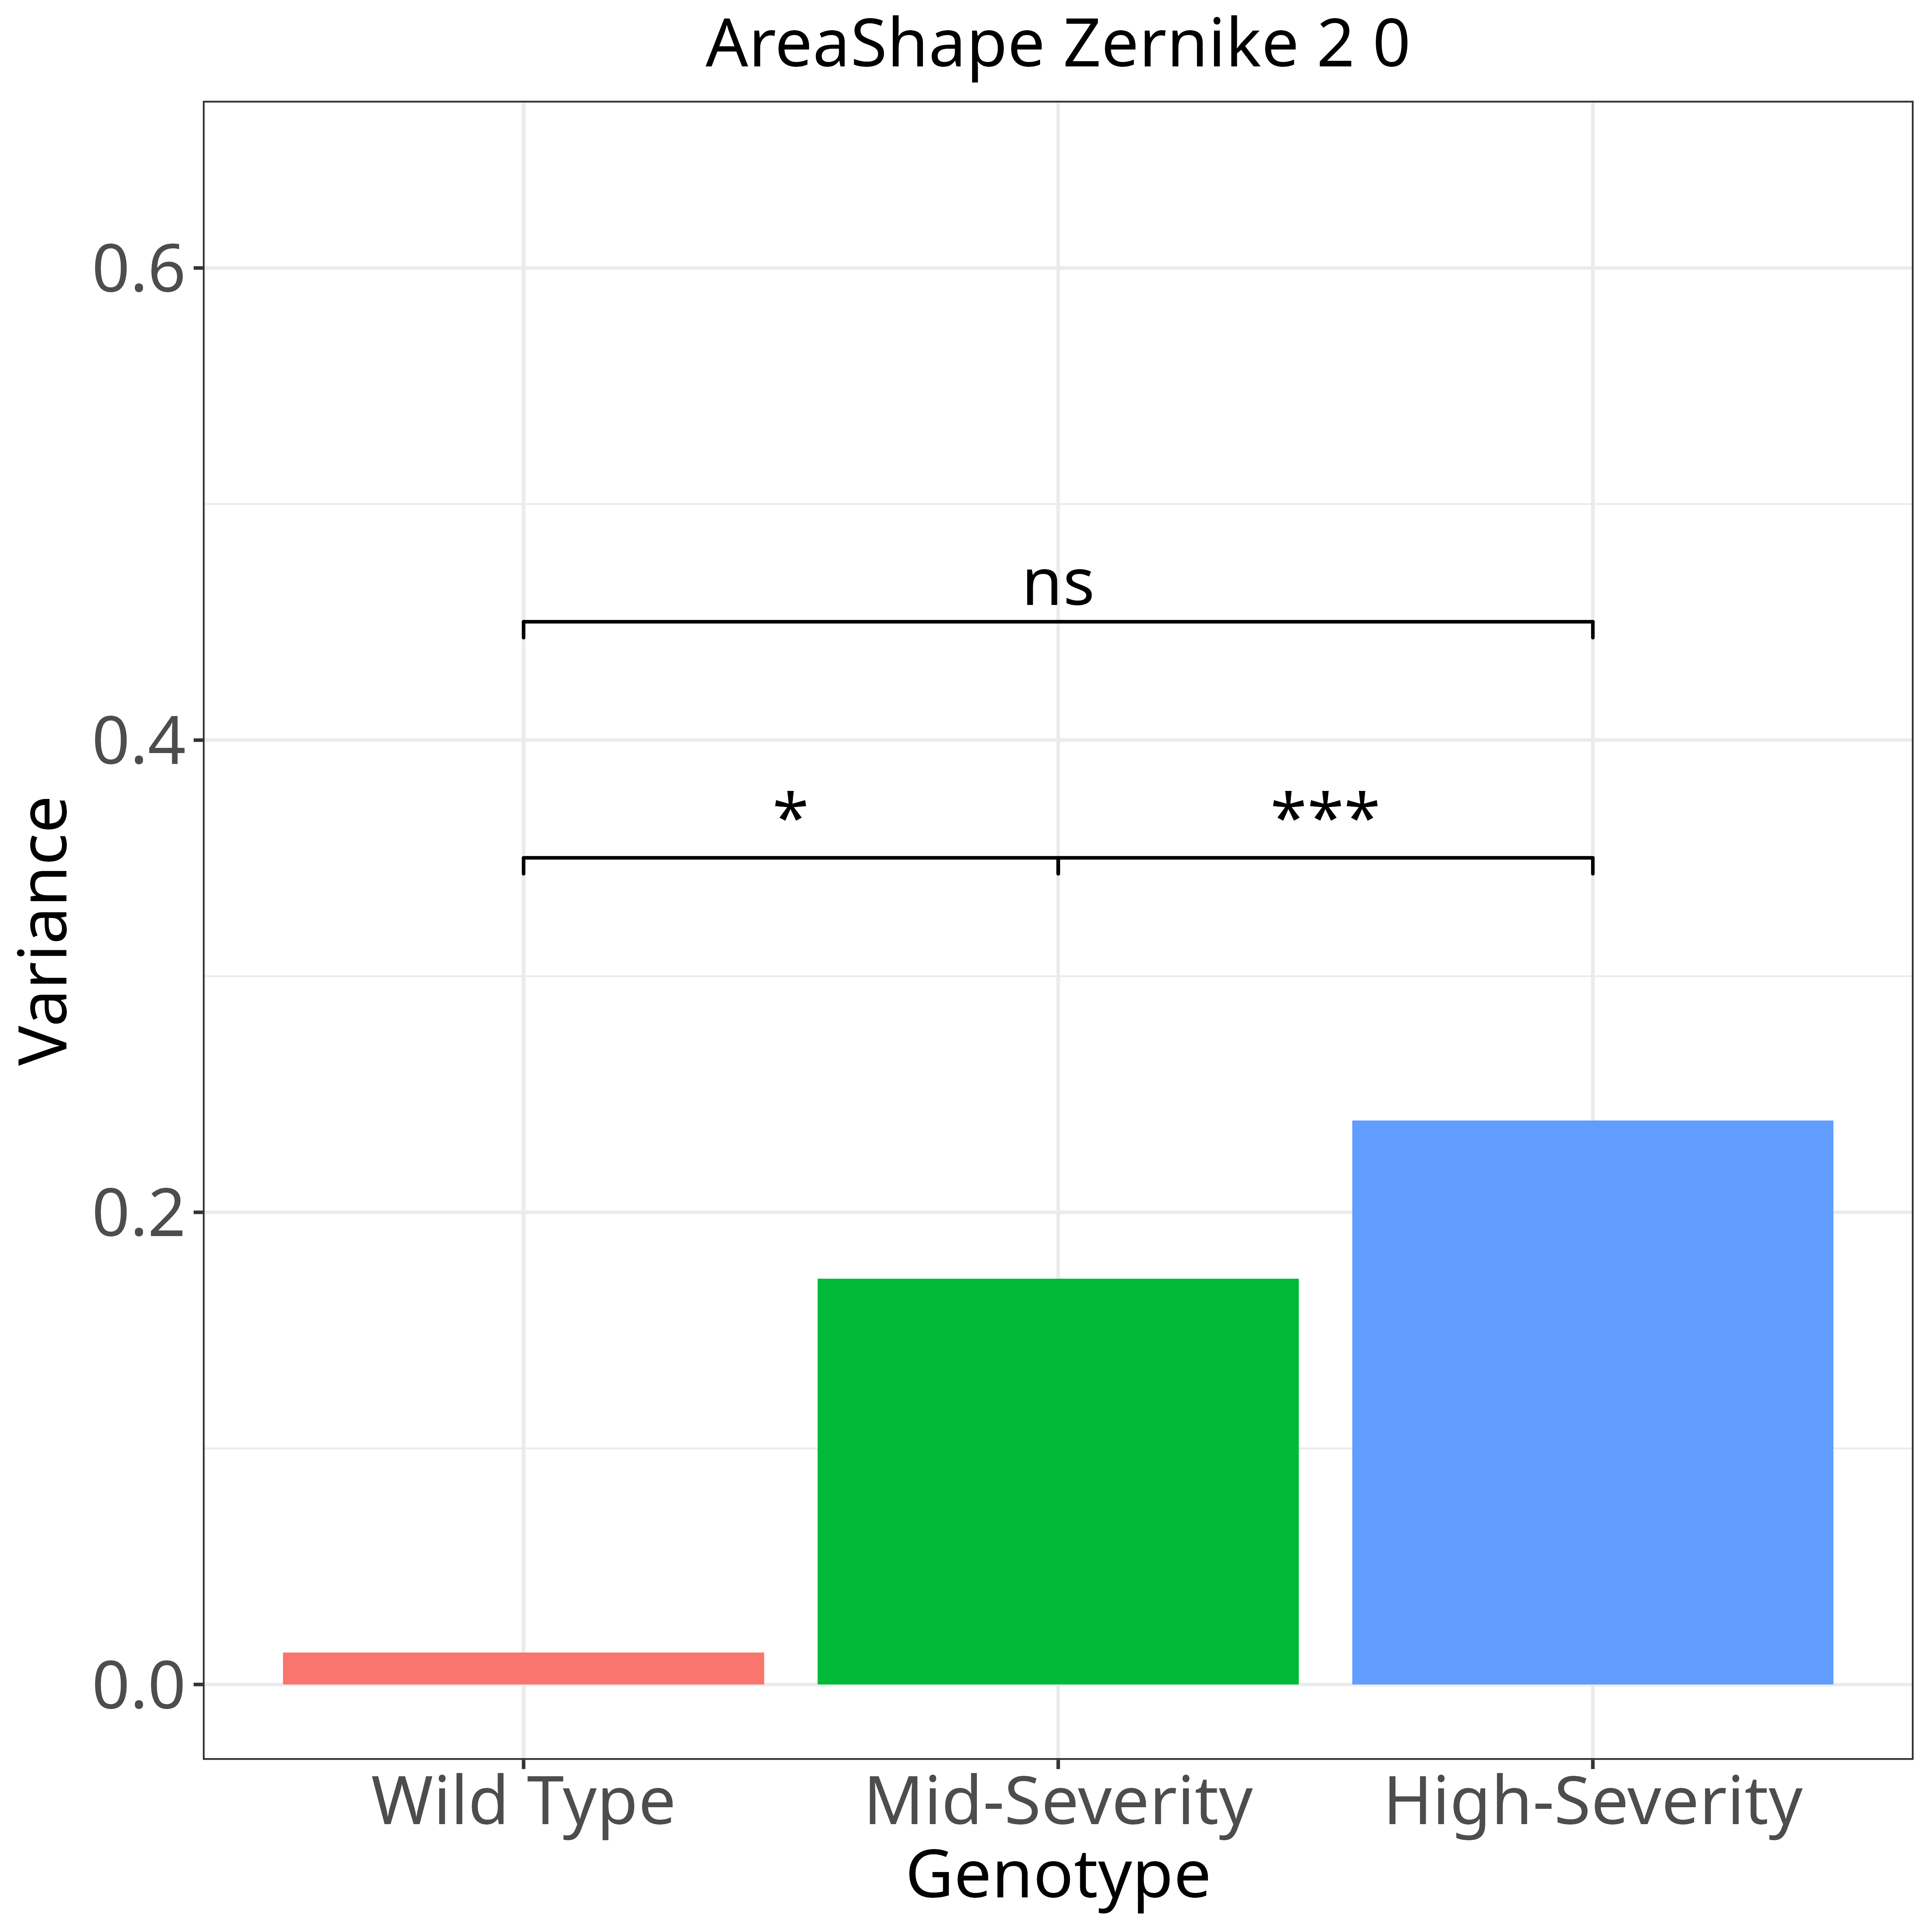 AreaShape Zernike 2 0
0.6
ns
0.4
* ***
Variance
0.2
0.0
Wild Type Mid-Severity High-Severity
Genotype